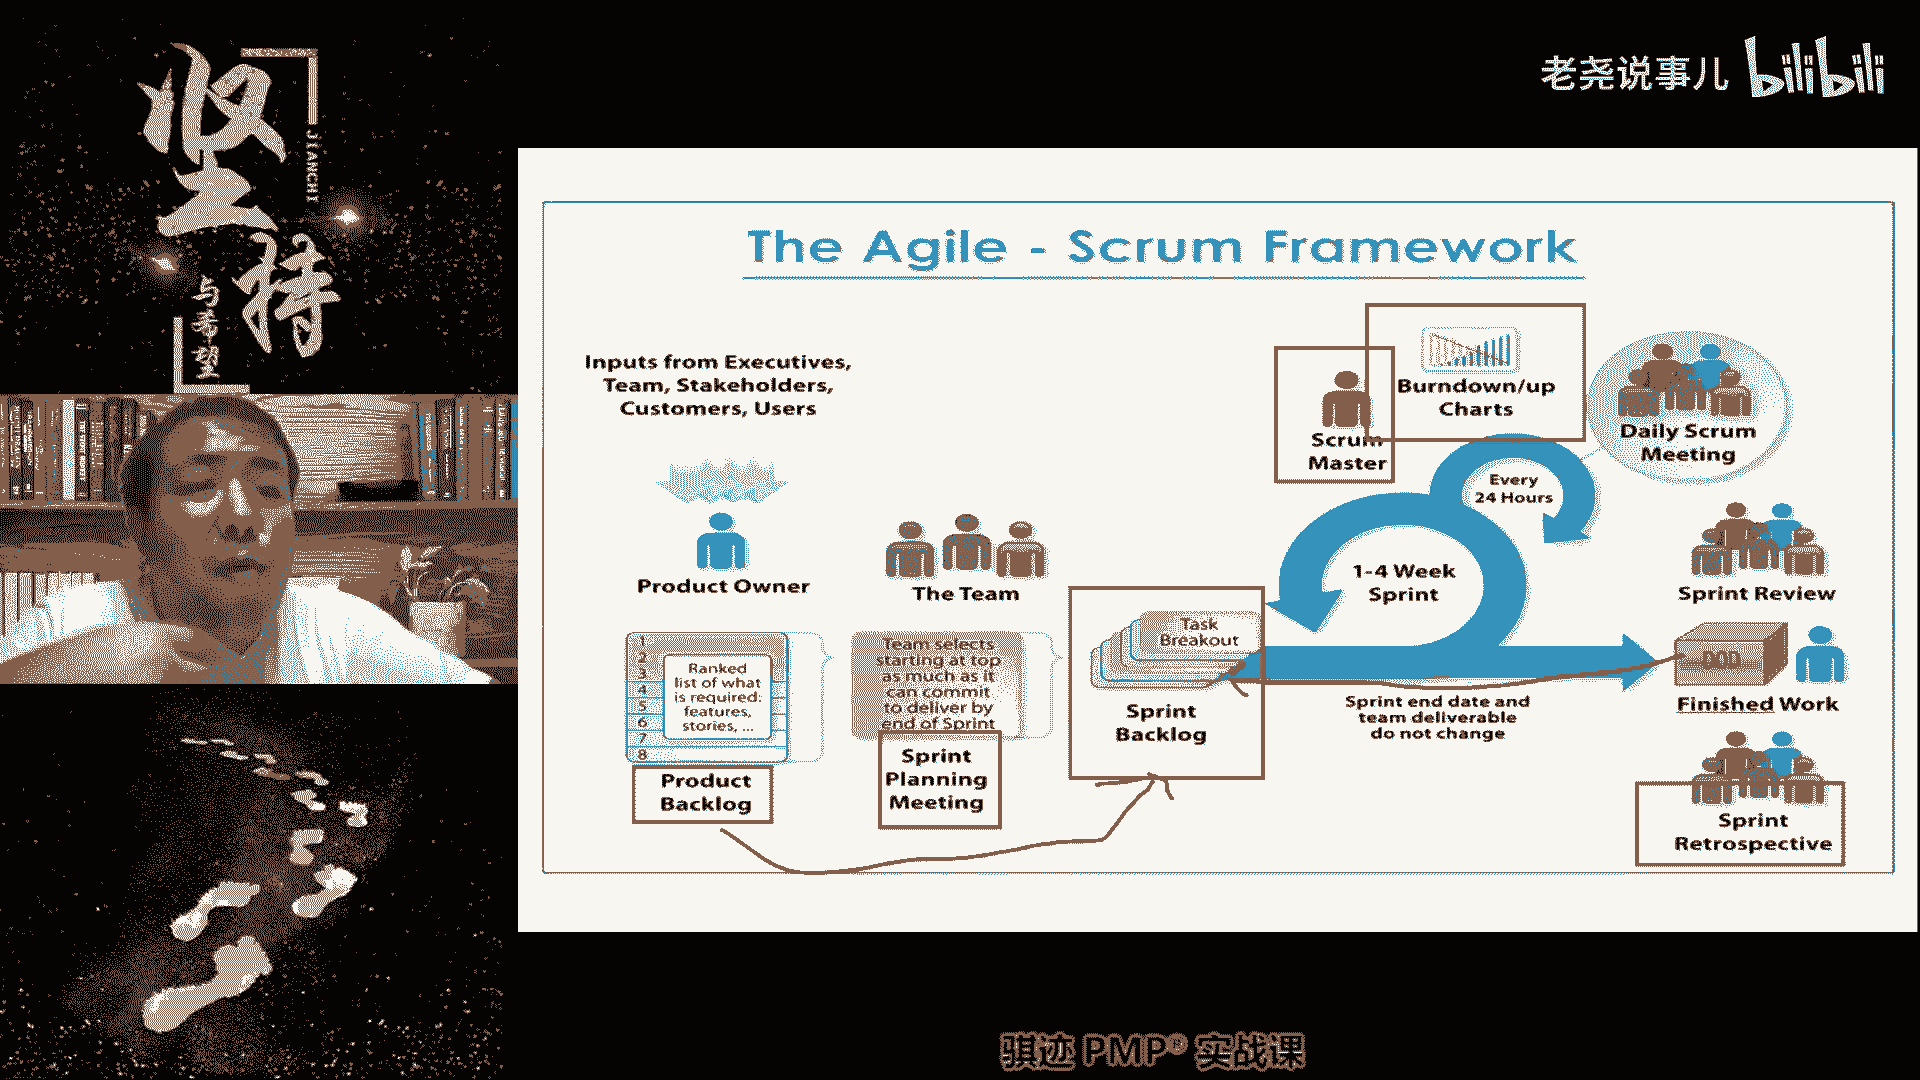 坚持
JIANCHI
与希望
老尧说事儿 bilibili
The Agile - Scrum Framework
Inputs from Executives,
Team, Stakeholders,
Customers, Users
Product Owner
The Team
1
2
3
4
5
6
7
8
Ranked
list of what
is required:
features,
stories, ...
Product
Backlog
Team selects
starting at top
as much as it
can commit
to deliver by
end of Sprint
Sprint
Planning
Meeting
Task
Breakout
Sprint
Backlog
Scrum
Master
Burndown/up
Charts
Every
24 Hours
1-4 Week
Sprint
Sprint end date and
team deliverable
do not change
Daily Scrum
Meeting
Sprint Review
DOD
Finished Work
Sprint
Retrospective
骐迹 PMP® 实战课